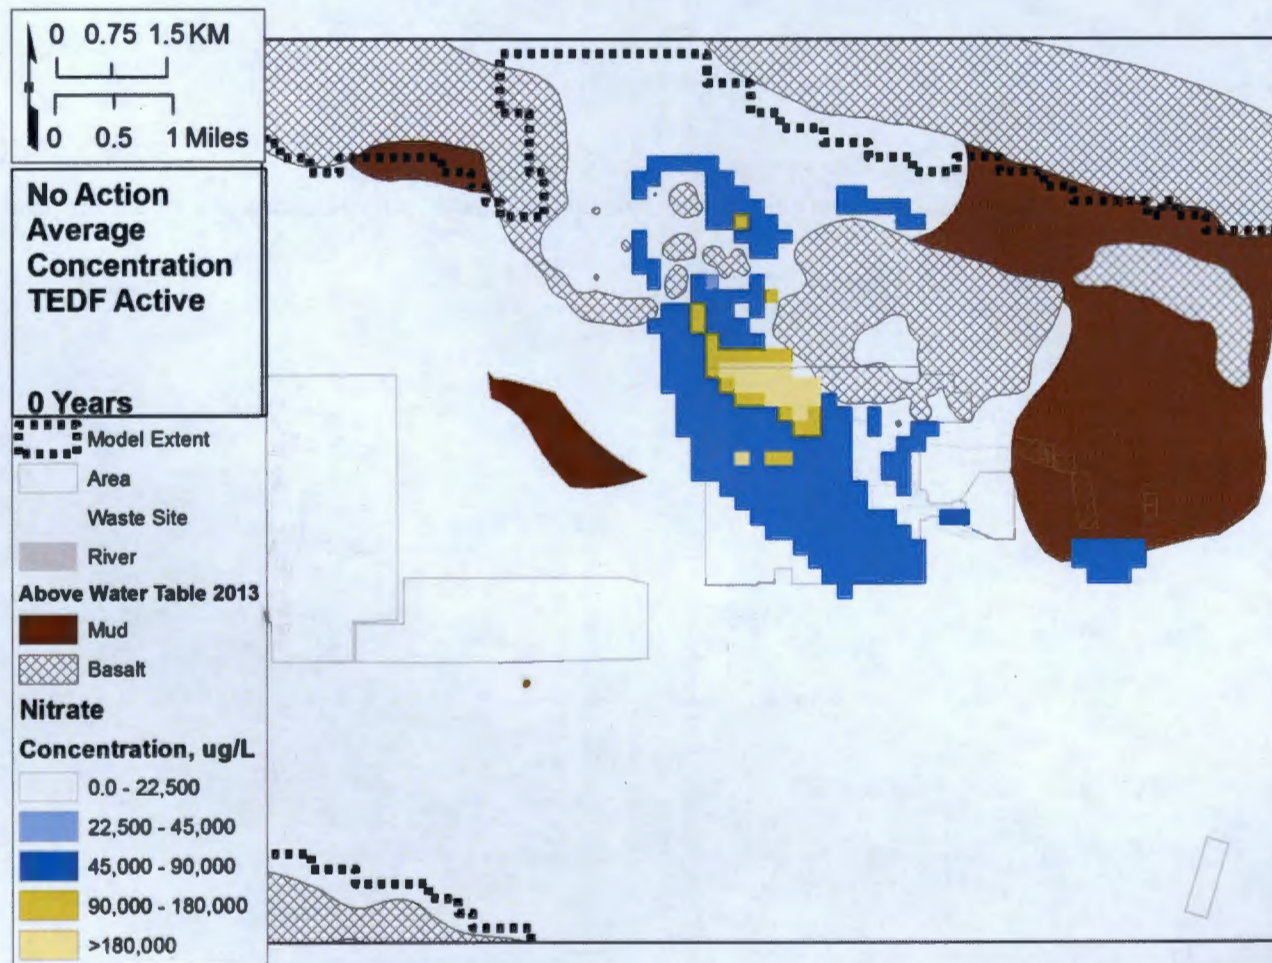 0 0.75 1.5 KM
0 0.5 1 Miles
No Action
Average
Concentration
TEDF Active
0 Years
Model Extent
Area
Waste Site
River
Above Water Table 2013
Mud
Basalt
Nitrate
Concentration, ug/L
0.0 - 22,500
22,500 - 45,000
45,000 - 90,000
90,000 - 180,000
>180,000